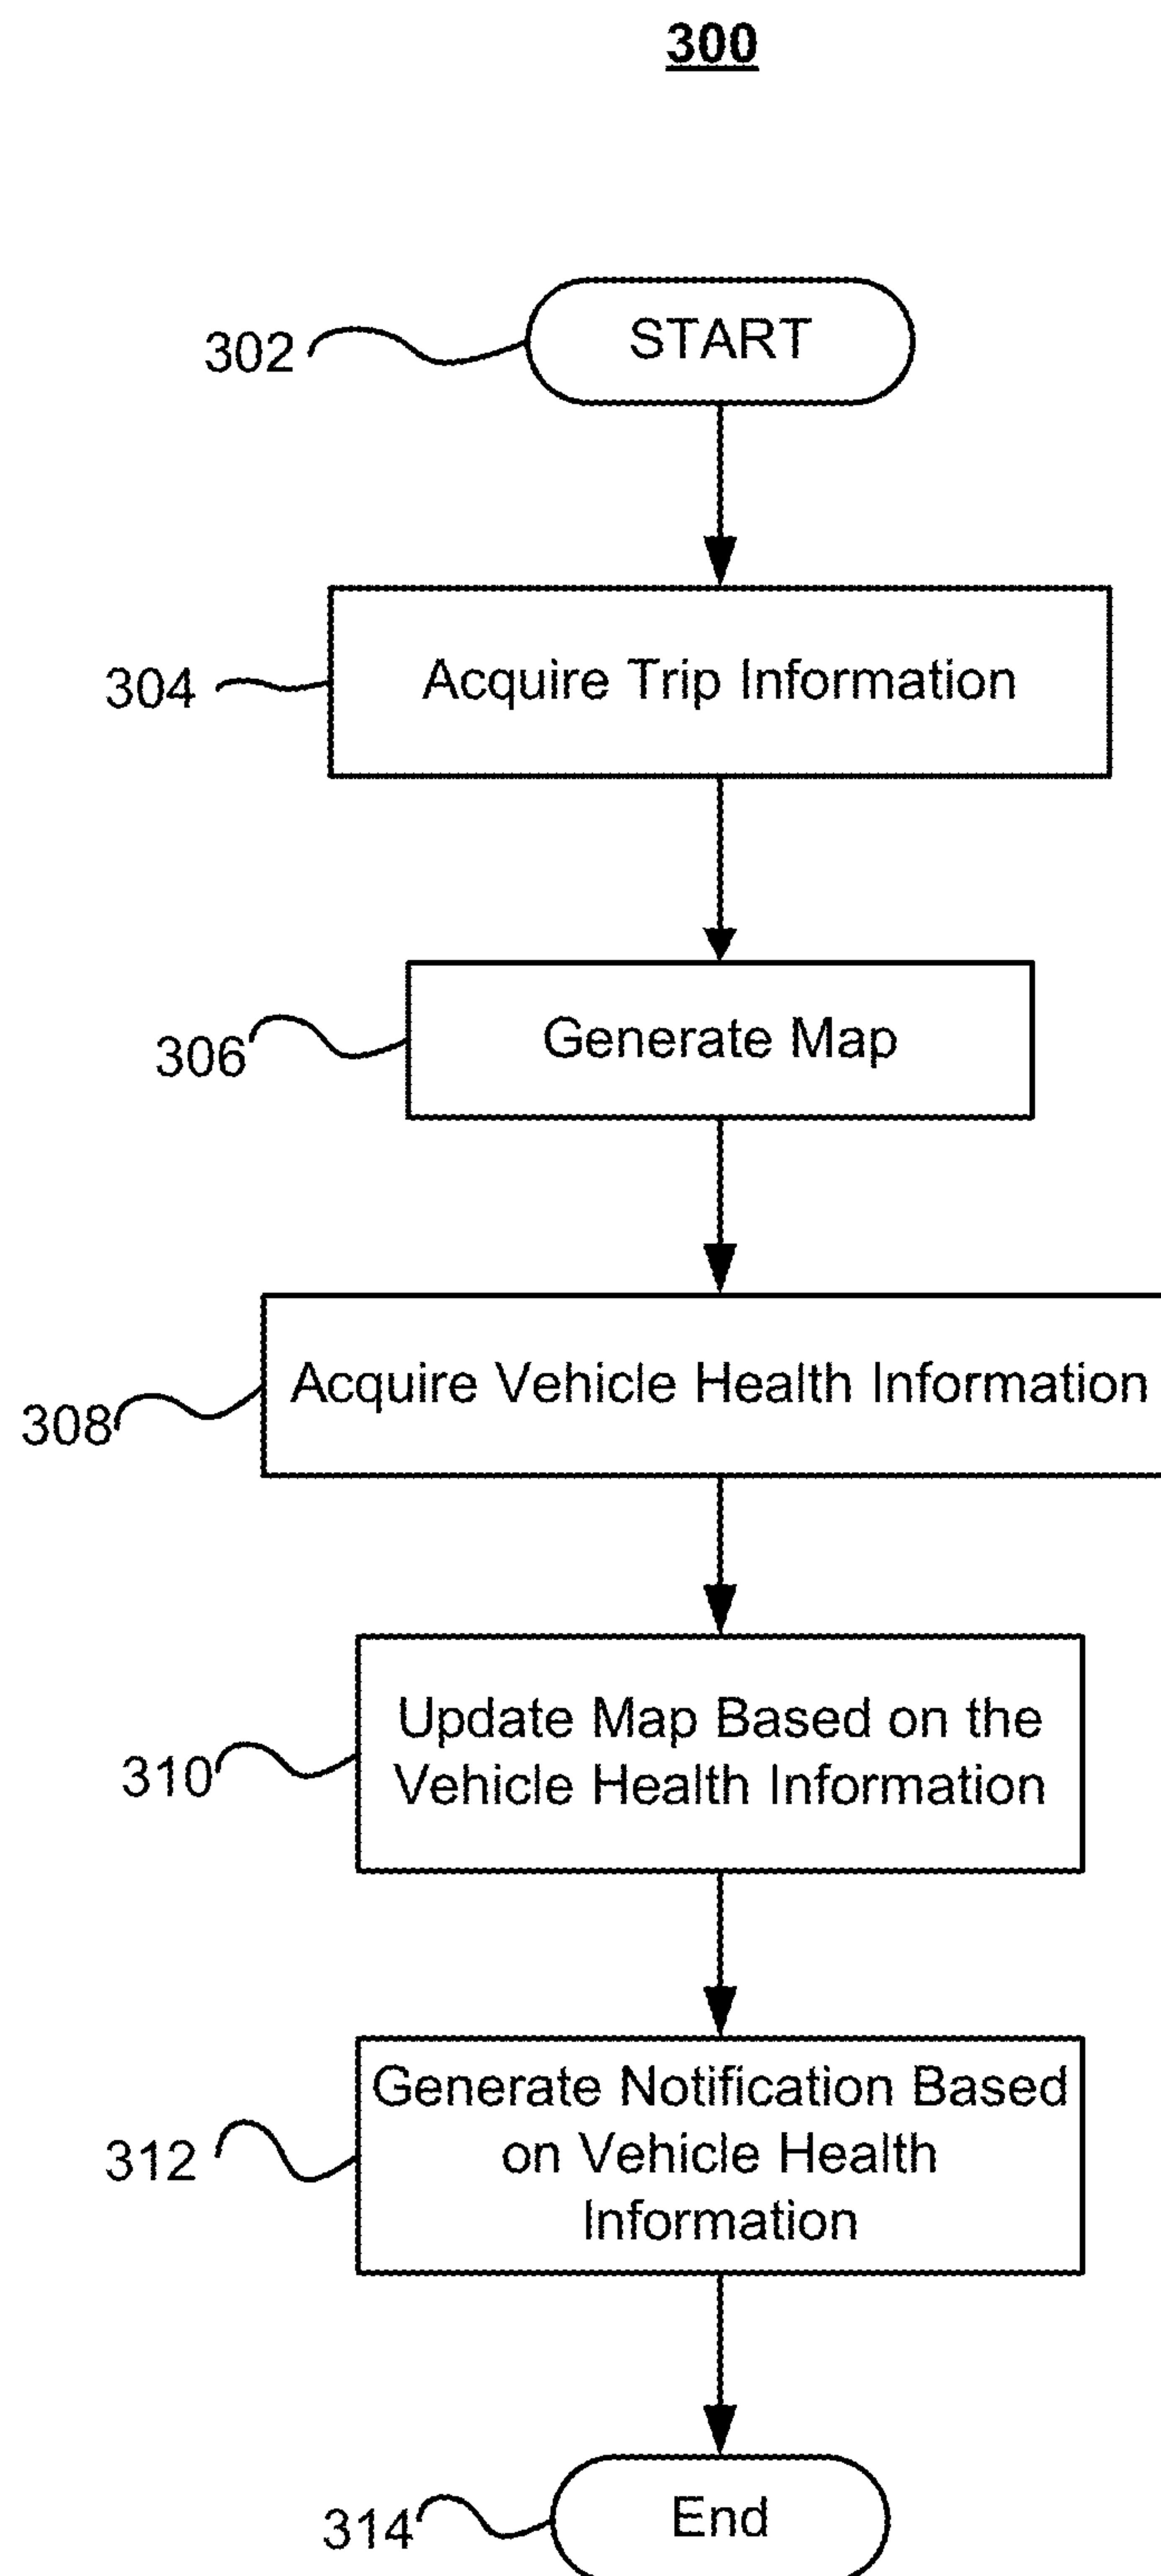 300
302
START
304
Acquire Trip Information
306
Generate Map
308
Acquire Vehicle Health Information
310
Update Map Based on the
Vehicle Health Information
312
Generate Notification Based
on Vehicle Health
Information
314
End